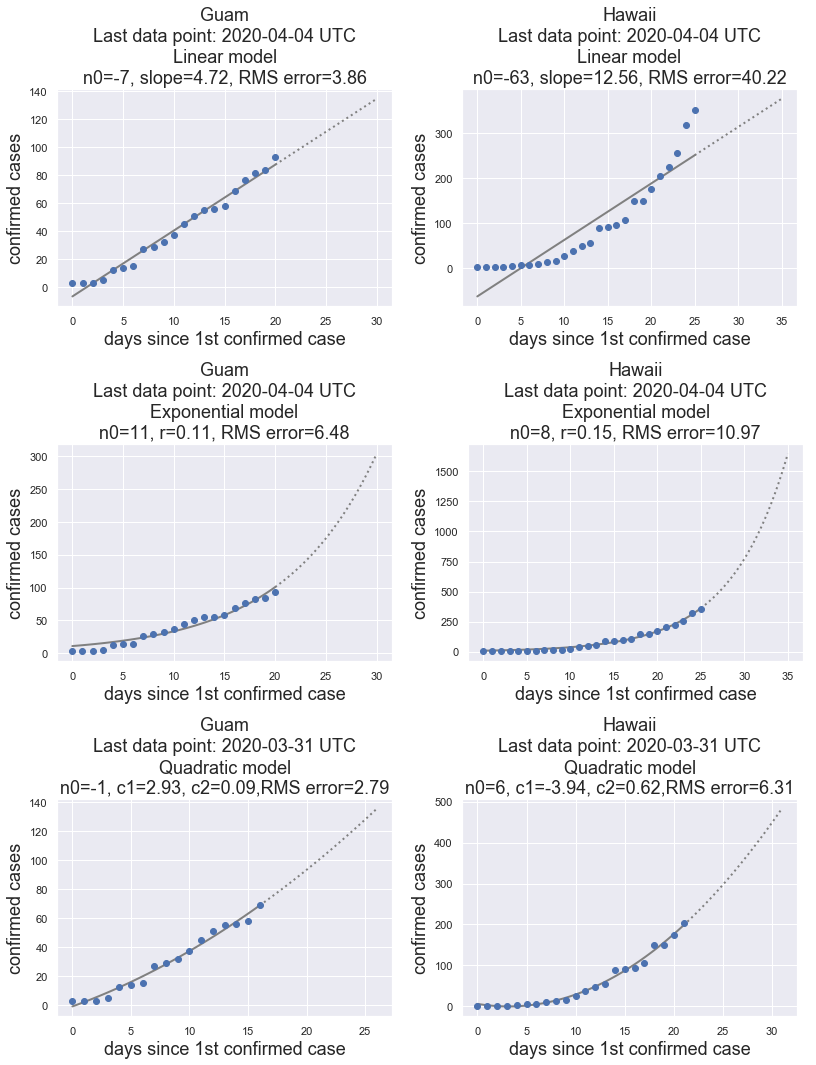 Guam
Last data point: 2020-04-04 UTC
Linear model
n0=-7, slope=4.72, RMS error=3.86
140
120
100
80
60
40
20
0
confirmed cases
0 5 10 15 20 25 30
days since 1st confirmed case
Hawaii
Last data point: 2020-04-04 UTC
Linear model
n0=-63, slope=12.56, RMS error=40.22
300
200
100
0
confirmed cases
0 5 10 15 20 25 30 35
days since 1st confirmed case
Guam
Last data point: 2020-04-04 UTC
Exponential model
n0=11, r=0.11, RMS error=6.48
300
250
200
150
100
50
0
confirmed cases
0 5 10 15 20 25 30
days since 1st confirmed case
Hawaii
Last data point: 2020-04-04 UTC
Exponential model
n0=8, r=0.15, RMS error=10.97
1500
1250
1000
750
500
250
0
confirmed cases
0 5 10 15 20 25 30 35
days since 1st confirmed case
Guam
Last data point: 2020-03-31 UTC
Quadratic model
n0=-1, c1=2.93, c2=0.09,RMS error=2.79
140
120
100
80
60
40
20
0
confirmed cases
0 5 10 15 20 25
days since 1st confirmed case
Hawaii
Last data point: 2020-03-31 UTC
Quadratic model
n0=6, c1=-3.94, c2=0.62,RMS error=6.31
500
400
300
200
100
0
confirmed cases
0 5 10 15 20 25 30
days since 1st confirmed case